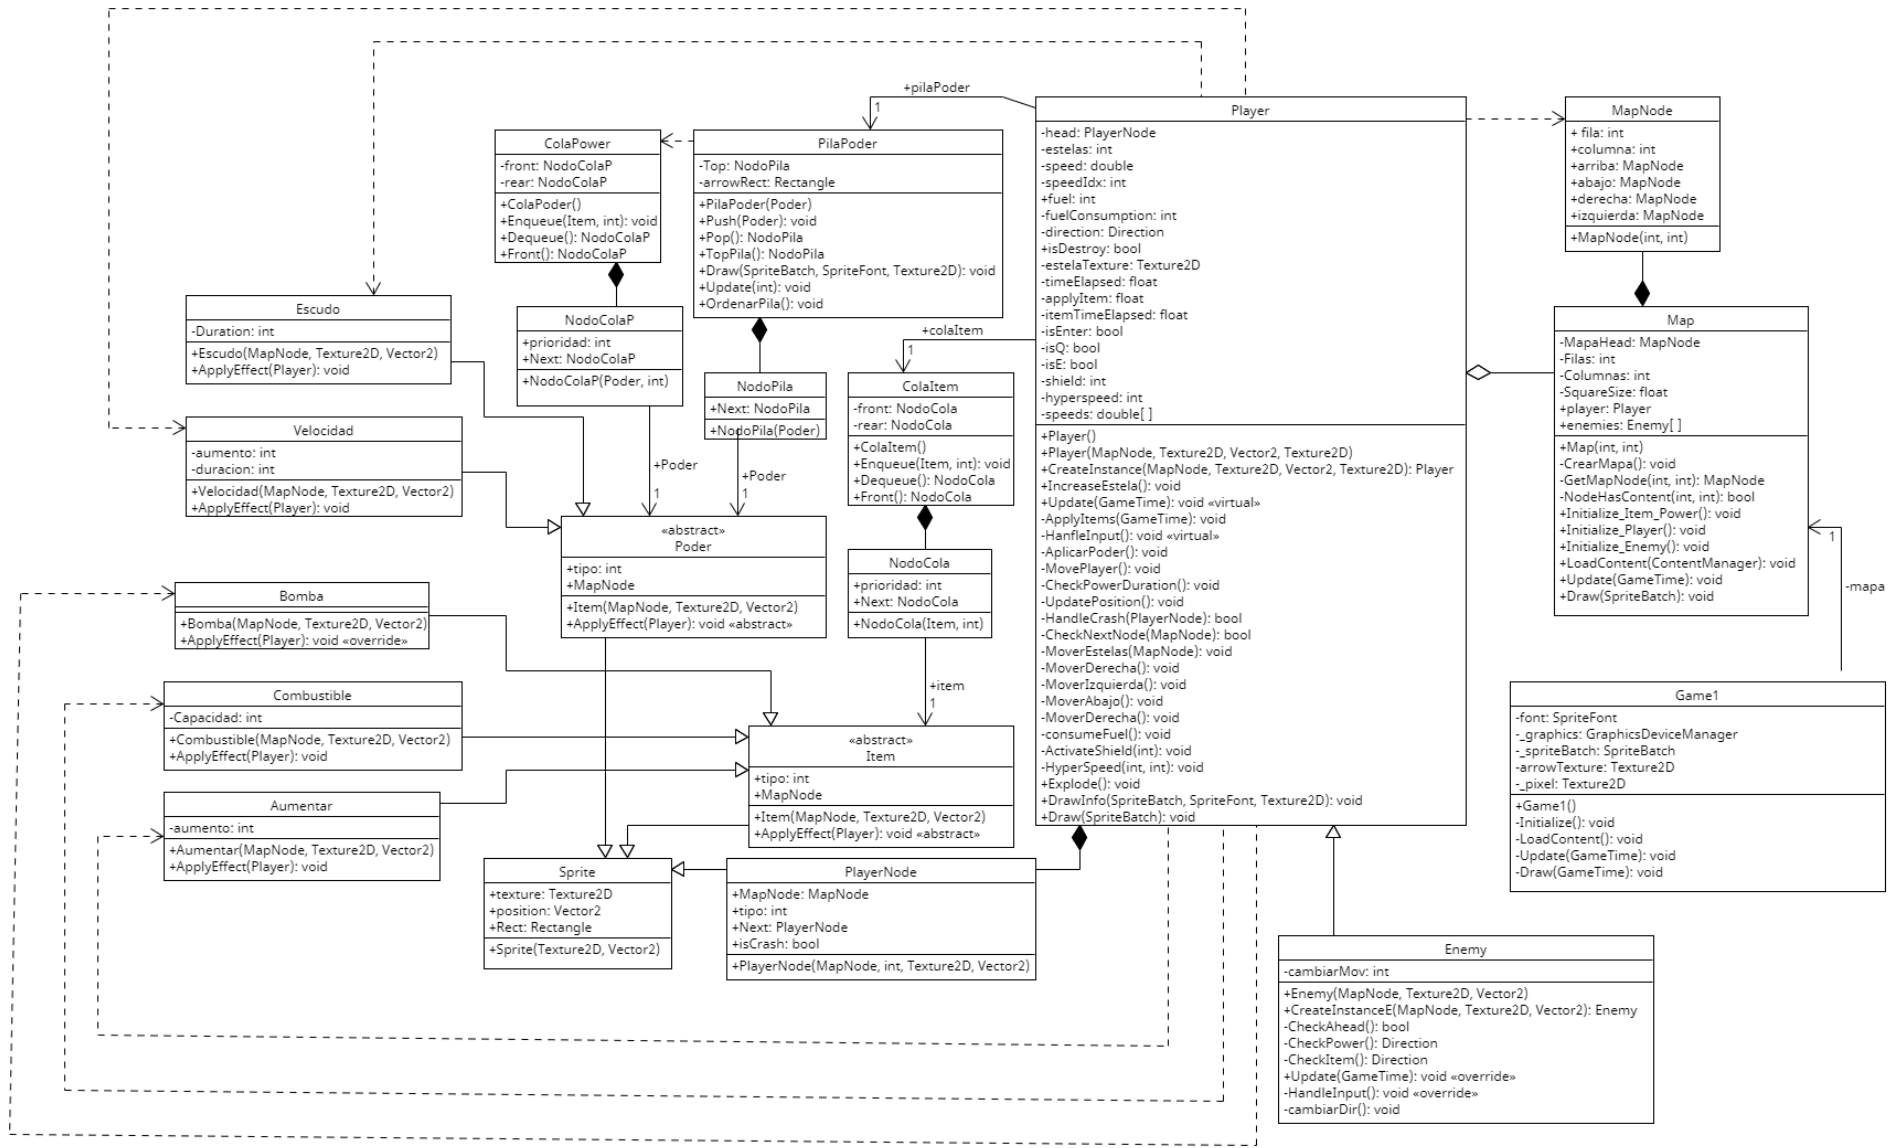 +pilaPoder
1
Player
-head: PlayerNode
-estelas: int
-speed: double
-speedIdx: int
+fuel: int
-fuelConsumption: int
-direction: Direction
+isDestroy: bool
-estelaTexture: Texture2D
-timeElapsed: float
-applyItem: float
-itemTimeElapsed: float
-isEnter: bool
-isQ: bool
-isE: bool
-shield: int
-hyperspeed: int
-speeds: double[ ]
+Player()
+Player(MapNode, Texture2D, Vector2, Texture2D)
+CreateInstance(MapNode, Texture2D, Vector2, Texture2D): Player
+IncreaseEstela(): void
+Update(GameTime): void «virtual»
-ApplyItems(GameTime): void
-HanfleInput(): void «virtual»
-AplicarPoder(): void
-MovePlayer(): void
-CheckPowerDuration(): void
-UpdatePosition(): void
-HandleCrash(PlayerNode): bool
-CheckNextNode(MapNode): bool
-MoverEstelas(MapNode): void
-MoverDerecha(): void
-MoverIzquierda(): void
-MoverAbajo(): void
-MoverDerecha(): void
-consumeFuel(): void
-ActivateShield(int): void
-HyperSpeed(int, int): void
+Explode(): void
+DrawInfo(SpriteBatch, SpriteFont, Texture2D): void
+Draw(SpriteBatch): void
MapNode
+ fila: int
+columna: int
+arriba: MapNode
+abajo: MapNode
+derecha: MapNode
+izquierda: MapNode
+MapNode(int, int)
ColaPower
-front: NodoColaP
-rear: NodoColaP
+ColaPoder()
+Enqueue(Item, int): void
+Dequeue(): NodoColaP
+Front(): NodoColaP
PilaPoder
-Top: NodoPila
-arrowRect: Rectangle
+PilaPoder(Poder)
+Push(Poder): void
+Pop(): NodoPila
+TopPila(): NodoPila
+Draw(SpriteBatch, SpriteFont, Texture2D): void
+Update(int): void
+OrdenarPila(): void
Escudo
-Duration: int
+Escudo(MapNode, Texture2D, Vector2)
+ApplyEffect(Player): void
NodoColaP
+prioridad: int
+Next: NodoColaP
+NodoColaP(Poder, int)
NodoPila
+Next: NodoPila
+NodoPila(Poder)
+colaItem
1
ColaItem
-front: NodoCola
-rear: NodoCola
+ColaItem()
+Enqueue(Item, int): void
+Dequeue(): NodoCola
+Front(): NodoCola
Map
-MapaHead: MapNode
-Filas: int
-Columnas: int
-SquareSize: float
+player: Player
+enemies: Enemy[ ]
+Map(int, int)
-CrearMapa(): void
-GetMapNode(int, int): MapNode
-NodeHasContent(int, int): bool
+Initialize_Item_Power(): void
+Initialize_Player(): void
+Initialize_Enemy(): void
+LoadContent(ContentManager): void
+Update(GameTime): void
+Draw(SpriteBatch): void
1
-mapa
Velocidad
-aumento: int
-duracion: int
+Velocidad(MapNode, Texture2D, Vector2)
+ApplyEffect(Player): void
+Poder
1
+Poder
1
«abstract»
Poder
+tipo: int
+MapNode
+Item(MapNode, Texture2D, Vector2)
+ApplyEffect(Player): void «abstract»
NodoCola
+prioridad: int
+Next: NodoCola
+NodoCola(Item, int)
Bomba
+Bomba(MapNode, Texture2D, Vector2)
+ApplyEffect(Player): void «override»
+item
1
Combustible
-Capacidad: int
+Combustible(MapNode, Texture2D, Vector2)
+ApplyEffect(Player): void
«abstract»
Item
+tipo: int
+MapNode
+Item(MapNode, Texture2D, Vector2)
+ApplyEffect(Player): void «abstract»
Game1
-font: SpriteFont
-_graphics: GraphicsDeviceManager
-_spriteBatch: SpriteBatch
-arrowTexture: Texture2D
-_pixel: Texture2D
+Game1()
-Initialize(): void
-LoadContent(): void
-Update(GameTime): void
-Draw(GameTime): void
Aumentar
-aumento: int
+Aumentar(MapNode, Texture2D, Vector2)
+ApplyEffect(Player): void
Sprite
+texture: Texture2D
+position: Vector2
+Rect: Rectangle
+Sprite(Texture2D, Vector2)
PlayerNode
+MapNode: MapNode
+tipo: int
+Next: PlayerNode
+isCrash: bool
+PlayerNode(MapNode, int, Texture2D, Vector2)
Enemy
-cambiarMov: int
+Enemy(MapNode, Texture2D, Vector2)
+CreateInstanceE(MapNode, Texture2D, Vector2): Enemy
-CheckAhead(): bool
-CheckPower(): Direction
-CheckItem(): Direction
+Update(GameTime): void «override»
-HandleInput(): void «override»
-cambiarDir(): void